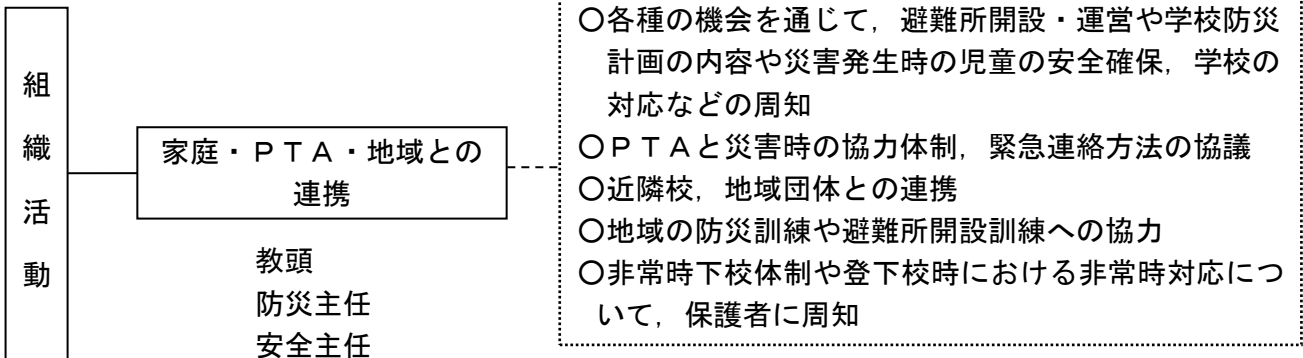 組織活動
家庭・ＰＴＡ・地域との
連携
教頭
防災主任
安全主任
〇各種の機会を通じて，避難所開設・運営や学校防災
計画の内容や災害発生時の児童の安全確保，学校の
対応などの周知
〇ＰＴＡと災害時の協力体制，緊急連絡方法の協議
〇近隣校，地域団体との連携
〇地域の防災訓練や避難所開設訓練への協力
〇非常時下校体制や登下校時における非常時対応につ
いて，保護者に周知